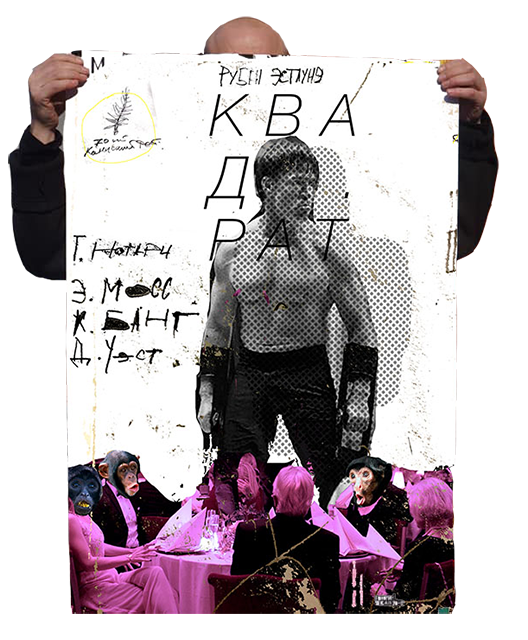 М
РУБЕН ЭСТЛУНД
КВА
Д
РАТ
Т. Нотари
Э. МОСС
К. БАНГ
Д. Уэст